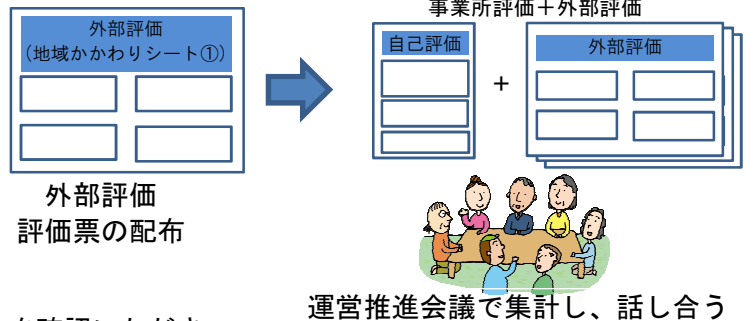 外部評価
（地域かかわりシート①）
外部評価
評価票の配布
事業所評価＋外部評価
自己評価
+
外部評価
運営推進会議で集計し、話し合う